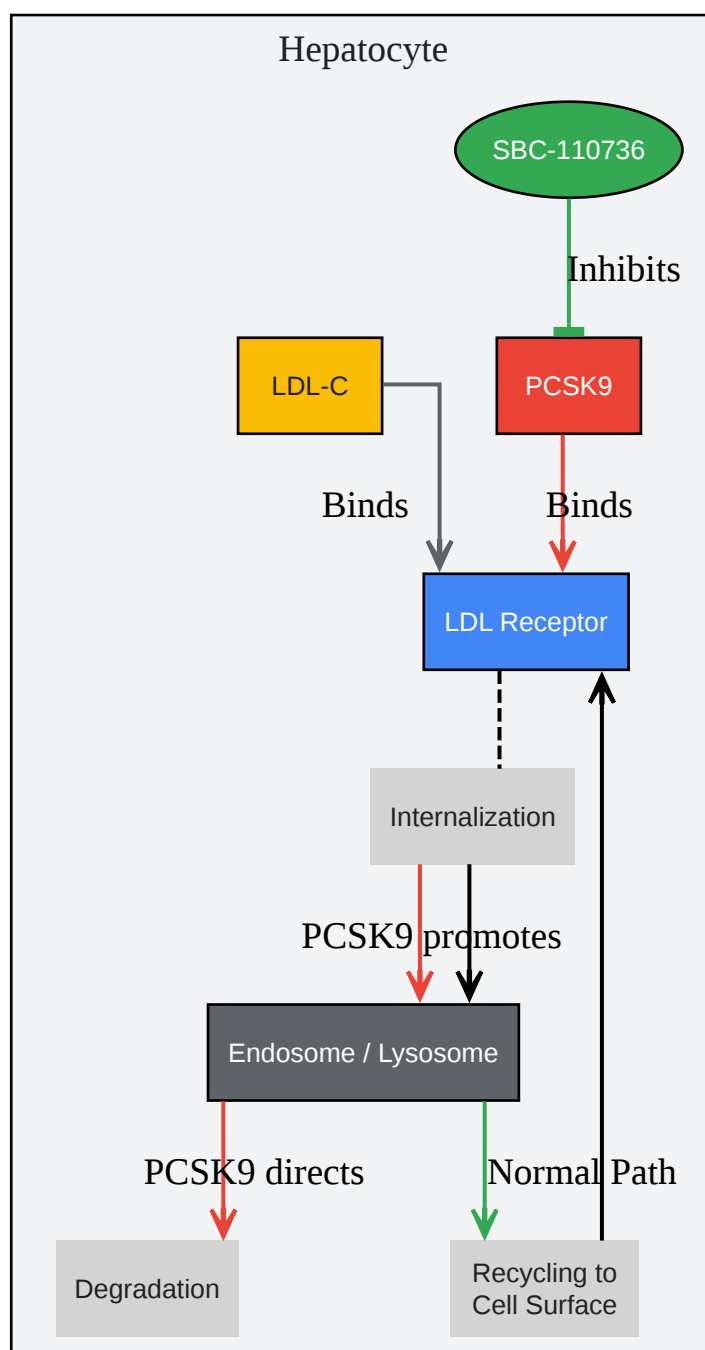 Hepatocyte
SBC-110736
Inhibits
LDL-C
PCSK9
Binds
Binds
LDL Receptor
Internalization
PCSK9 promotes
Endosome / Lysosome
PCSK9 directs
Normal Path
Degradation
Recycling to
Cell Surface